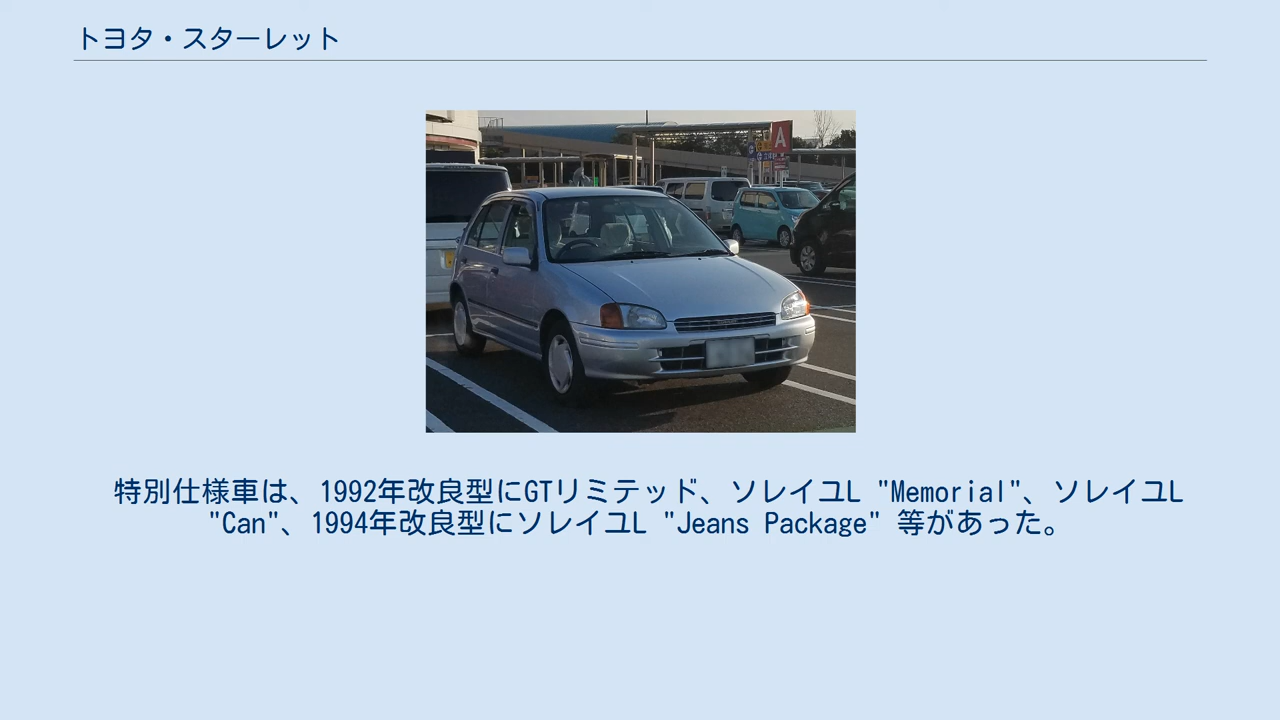 トヨタ・スターレット
A
特別仕様車は、1992年改良型にGTリミテッド、ソレイユL "Memorial"、ソレイユL
"Can"、1994年改良型にソレイユL "Jeans Package" 等があった。